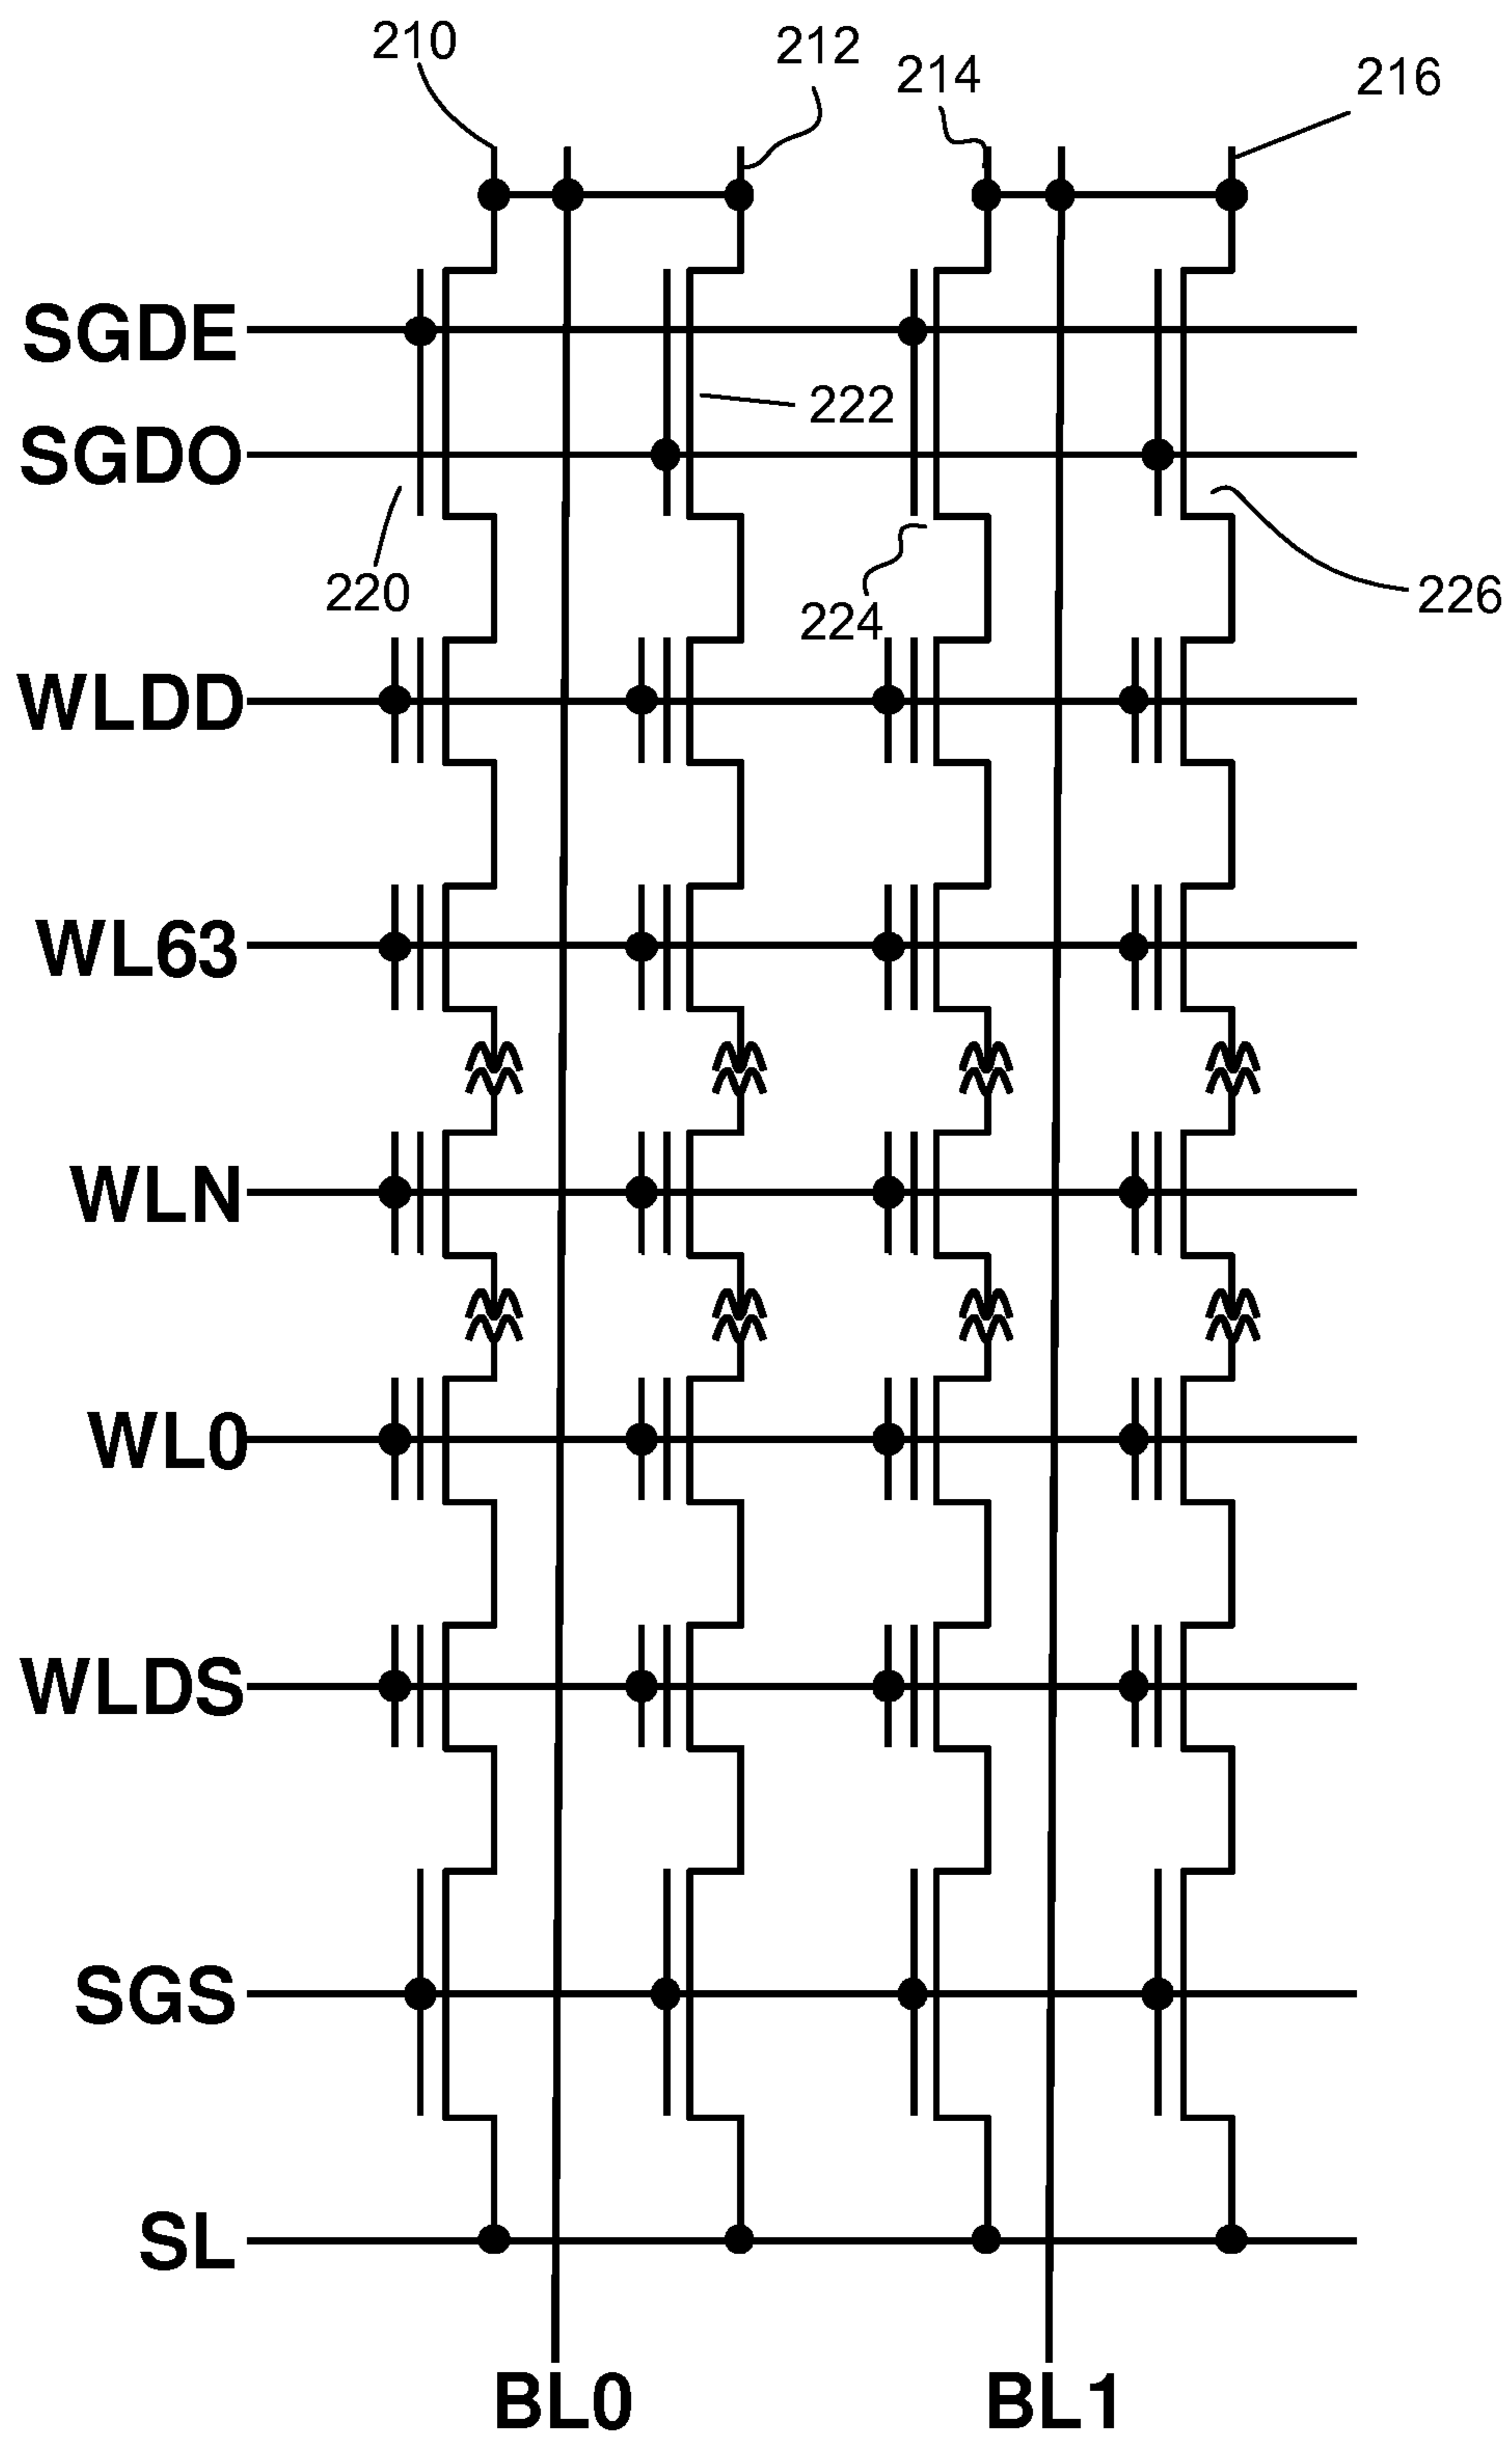 210
212
214
216
SGDE
222
SGDO
220
224
226
WLDD
WL63
WLN
WL0
WLDS
SGS
SL
BL0
BL1